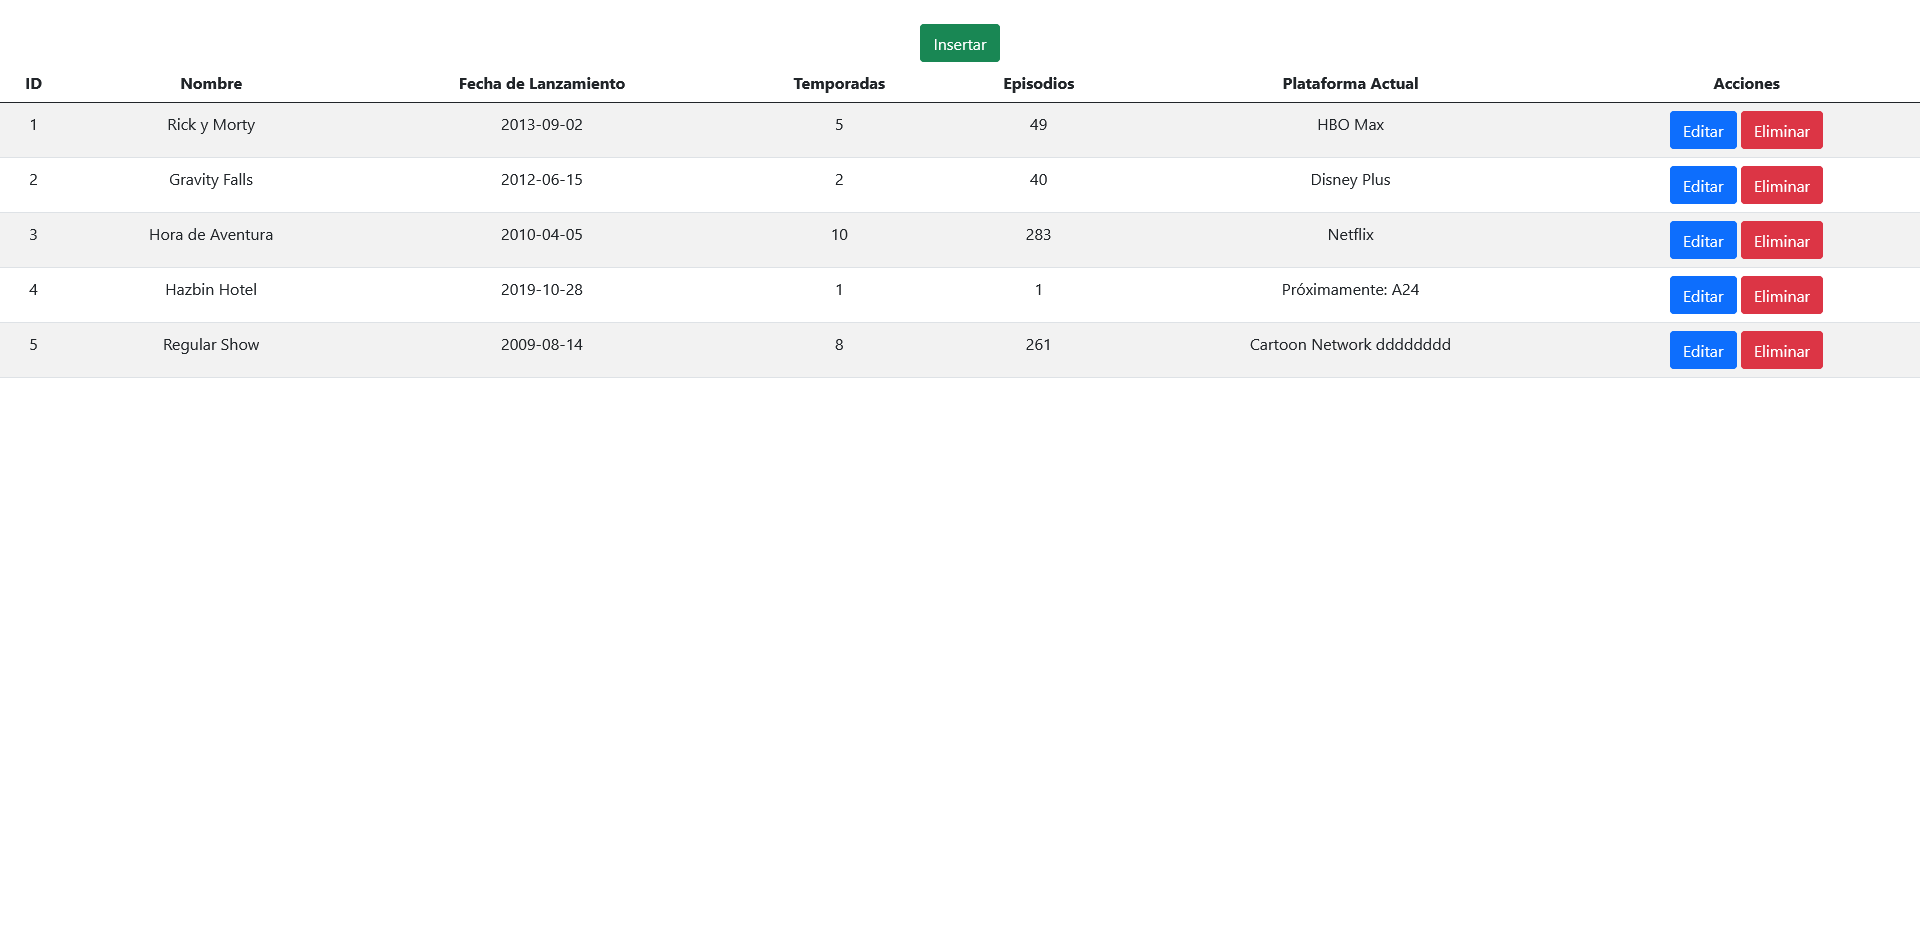 Insertar
ID Nombre Fecha de Lanzamiento Temporadas Episodios Plataforma Actual Acciones
1 Rick y Morty 2013-09-02 5 49 HBO Max Editar Eliminar
2 Gravity Falls 2012-06-15 2 40 Disney Plus Editar Eliminar
3 Hora de Aventura 2010-04-05 10 283 Netflix Editar Eliminar
4 Hazbin Hotel 2019-10-28 1 1 Próximamente: A24 Editar Eliminar
5 Regular Show 2009-08-14 8 261 Cartoon Network dddddddd Editar Eliminar